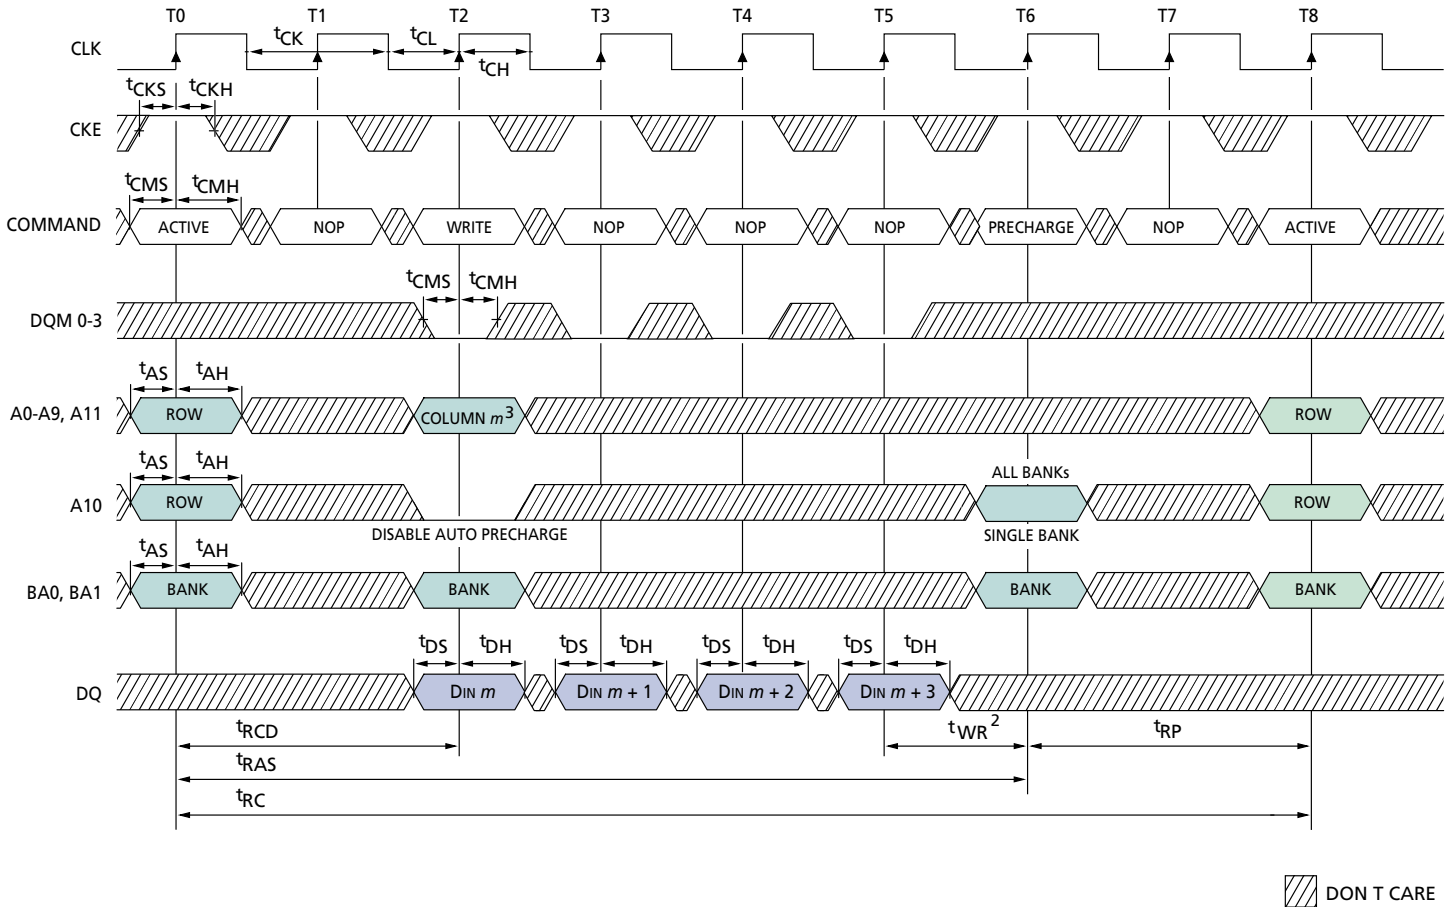 T0 T1 T2 T3 T4 T5 T6 T7 T8
CLK tCK tCL
tCH
tCKS tCKH
CKE
tCMS tCMH
COMMAND ACTIVE NOP WRITE NOP NOP NOP PRECHARGE NOP ACTIVE
tCMS tCMH
DQM 0-3
tAS tAH
A0-A9, A11 ROW COLUMN m3 ROW
tAS tAH ALL BANKs
A10 ROW ROW
DISABLE AUTO PRECHARGE SINGLE BANK
tAS tAH
BA0, BA1 BANK BANK BANK BANK
tDS tDH tDS tDH tDS tDH tDS tDH
DQ DIN m DIN m + 1 DIN m + 2 DIN m + 3
tRCD tWR2 tRP
tRAS
tRC
DON T CARE